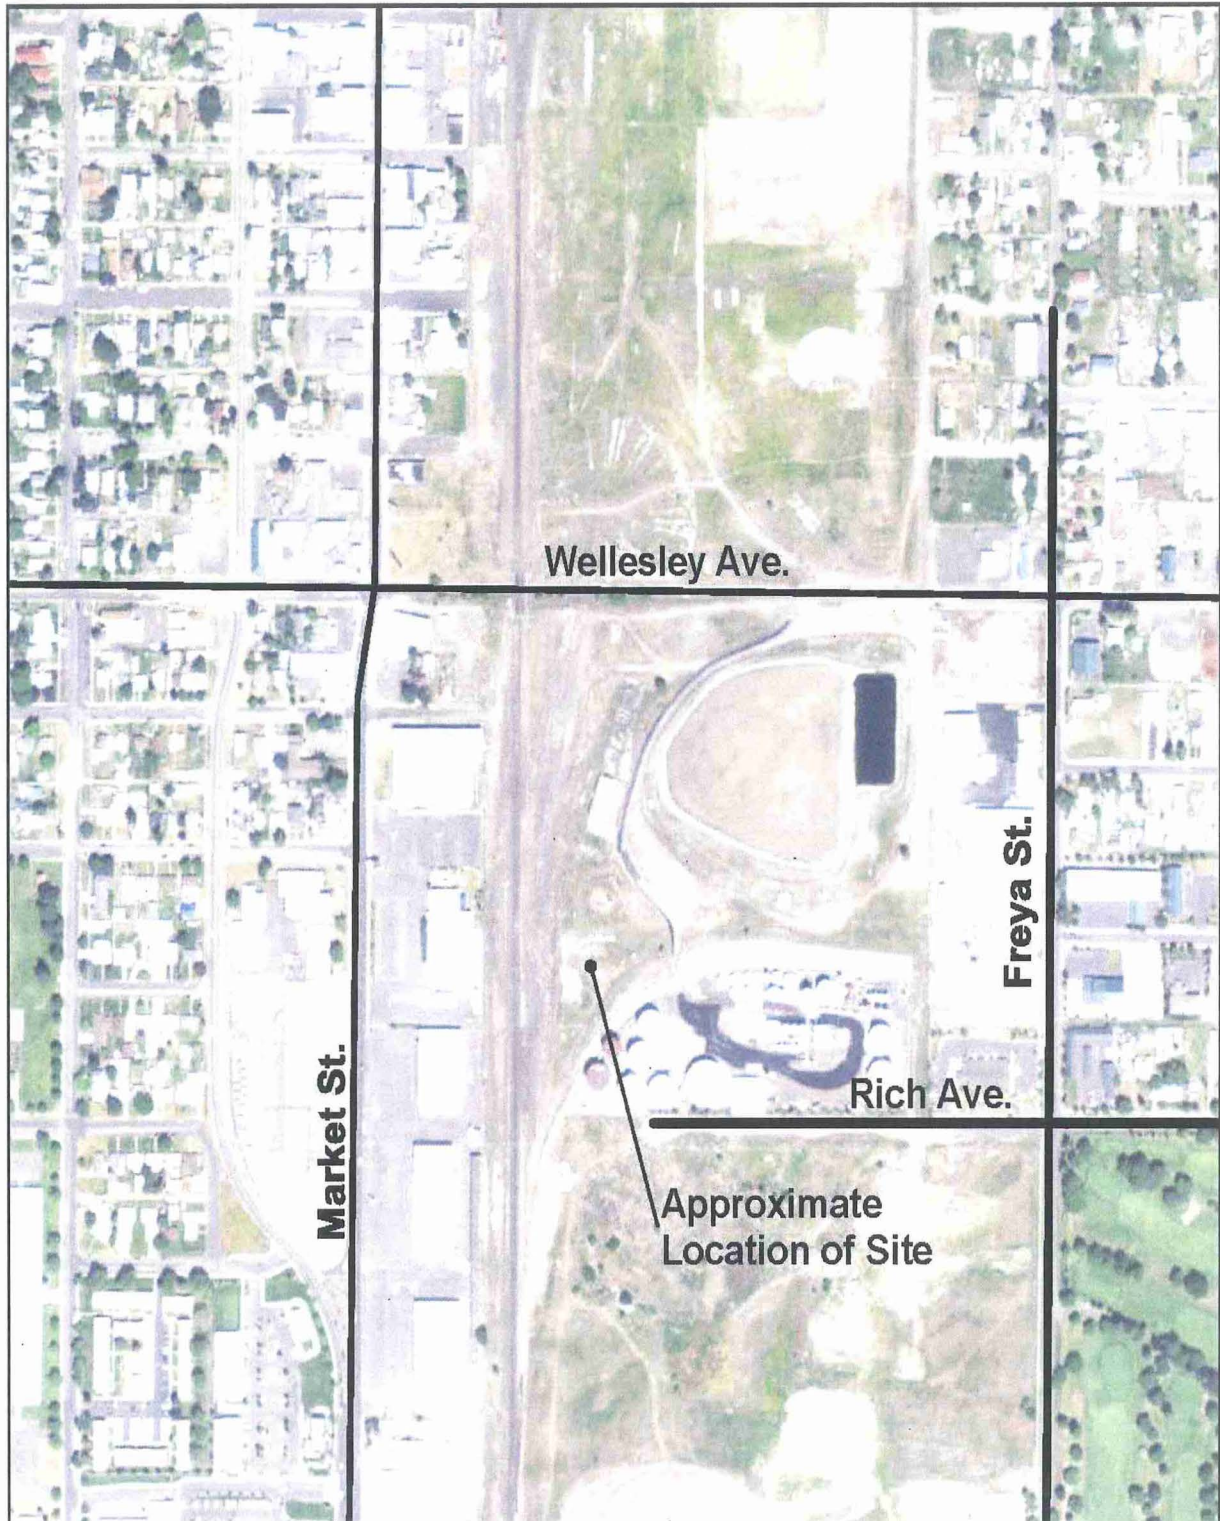 Wellesley Ave.
Freya St.
Market St.
Rich Ave.
Approximate
Location of Site